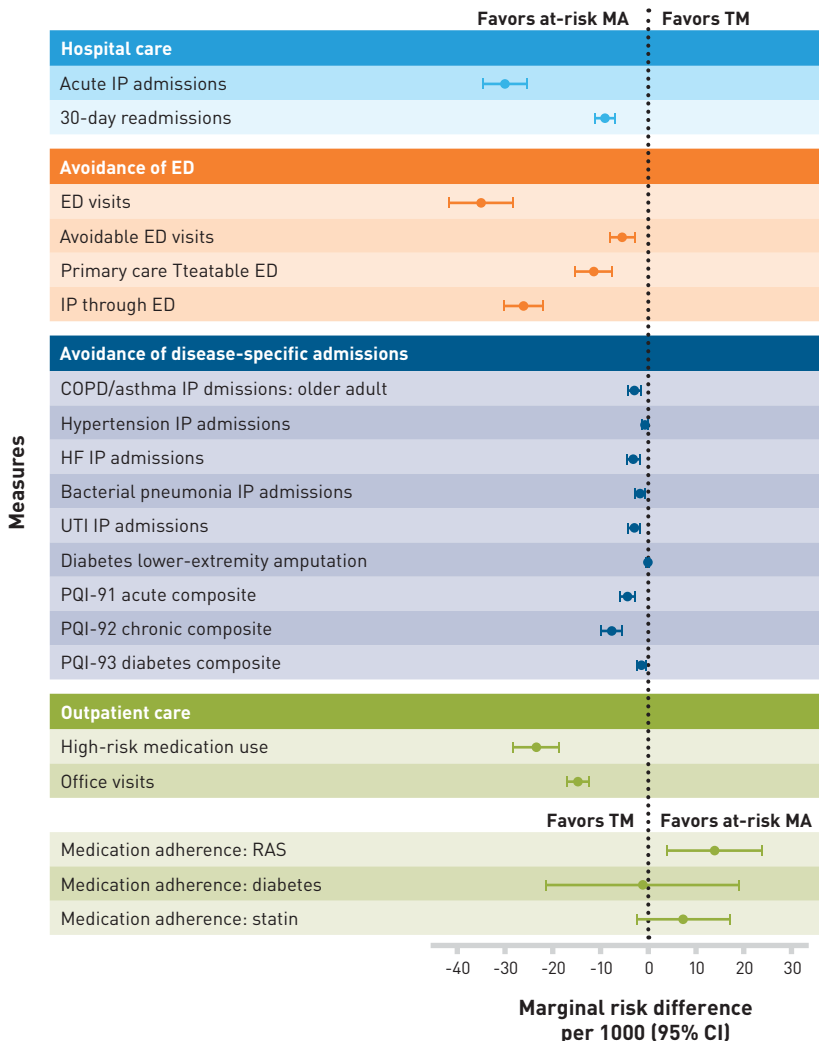 Favors at-risk MA Favors TM
Hospital care
Acute IP admissions
30-day readmissions
Avoidance of ED
ED visits
Avoidable ED visits
Primary care Tteatable ED
IP through ED
Avoidance of disease-specific admissions
COPD/asthma IP dmissions: older adult
Hypertension IP admissions
HF IP admissions
Bacterial pneumonia IP admissions
UTI IP admissions
Diabetes lower-extremity amputation
PQI-91 acute composite
PQI-92 chronic composite
PQI-93 diabetes composite
Measures
Outpatient care
High-risk medication use
Office visits
Favors TM Favors at-risk MA
Medication adherence: RAS
Medication adherence: diabetes
Medication adherence: statin
-40 -30 -20 -10 0 10 20 30
Marginal risk difference
per 1000 (95% CI)